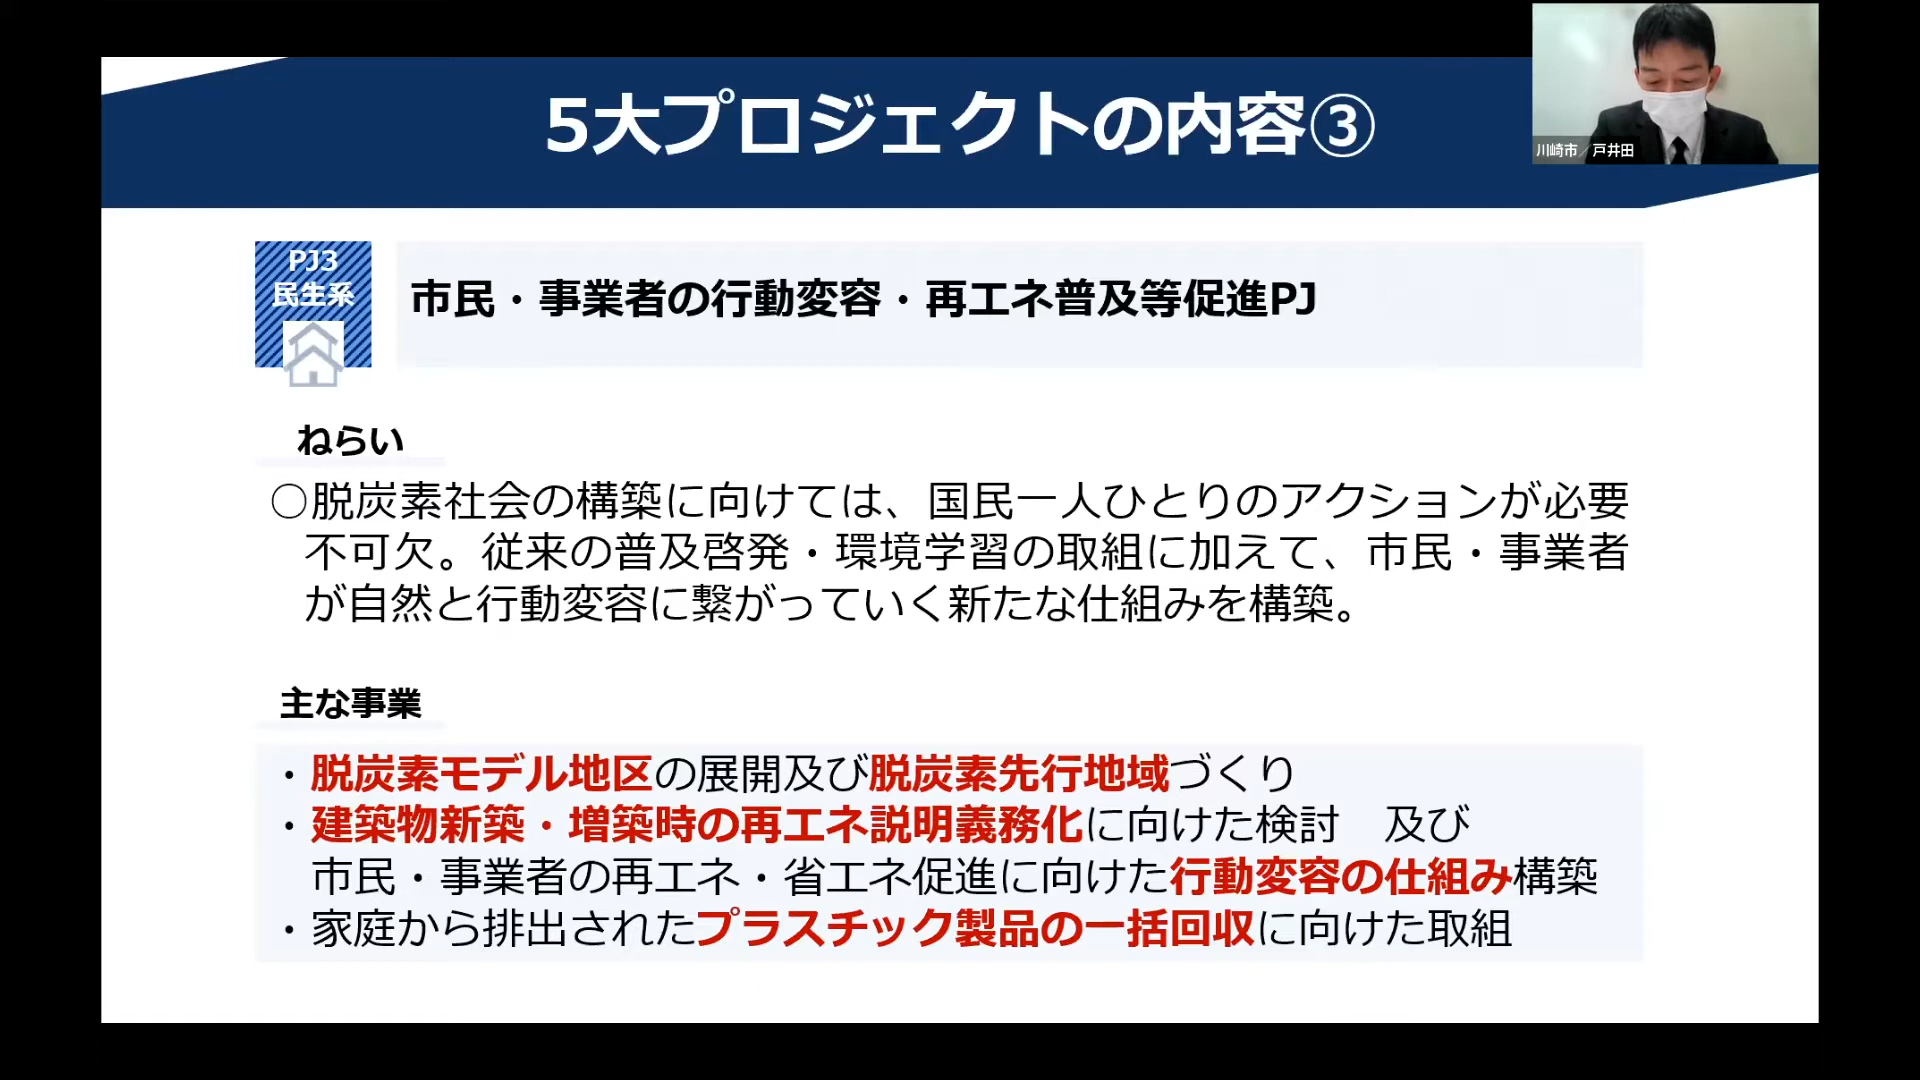 5大プロジェクトの内容③
川崎市／戸井田
PJ3
民生系
市民・事業者の行動変容・再エネ普及等促進PJ
ねらい
○脱炭素社会の構築に向けては、国民一人ひとりのアクションが必要
不可欠。従来の普及啓発・環境学習の取組に加えて、市民・事業者
が自然と行動変容に繋がっていく新たな仕組みを構築。
主な事業
・脱炭素モデル地区の展開及び脱炭素先行地域づくり
・建築物新築・増築時の再エネ説明義務化に向けた検討　及び
市民・事業者の再エネ・省エネ促進に向けた行動変容の仕組み構築
・家庭から排出されたプラスチック製品の一括回収に向けた取組